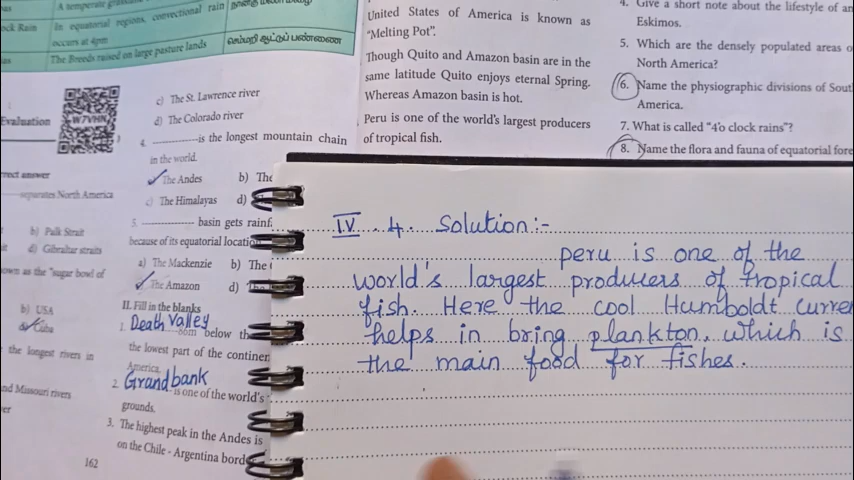 A temperate
ock Rain
In equatorial regions, convectional rain
occurs at 4pm
The Breeds raised on large pasture lands
செம்மறி ஆட்டுப் பண்ணை
Evaluation
W7VHN
rrect answer
separates North America
b) Palk Strait
d) Gibraltar straits
own as the "sugar bowl of
b) USA
Cuba
the longest rivers in
nd Missouri rivers
162
c) The St. Lawrence river
d) The Colorado river
4. is the longest mountain chain
in the world.
The Andes b) The
c) The Himalayas d)
5. basin gets rainf
because of its equatorial locatio
a) The Mackenzie b) The
The Amazon d)
II. Fill in the blanks
1. Death valley 86m below th
the lowest part of the continen
America.
2. Grand bank is one of the world's
grounds.
3. The highest peak in the Andes is
on the Chile - Argentina bord
United States of America is known as
"Melting Pot".
Though Quito and Amazon basin are in the
same latitude Quito enjoys eternal Spring.
Whereas Amazon basin is hot.
Peru is one of the world's largest producers
of tropical fish.
4. Give a short note about the lifestyle of an
Eskimos.
5. Which are the densely populated areas o
North America?
6. Name the physiographic divisions of Sout
America.
7. What is called "4'o clock rains"?
8. Name the flora and fauna of equatorial fore
IV. 4. Solution:-
peru is one of the
world's largest producers of tropical
fish. Here the cool Humboldt curre
helps in bring plankton, which is
the main food for fishes.